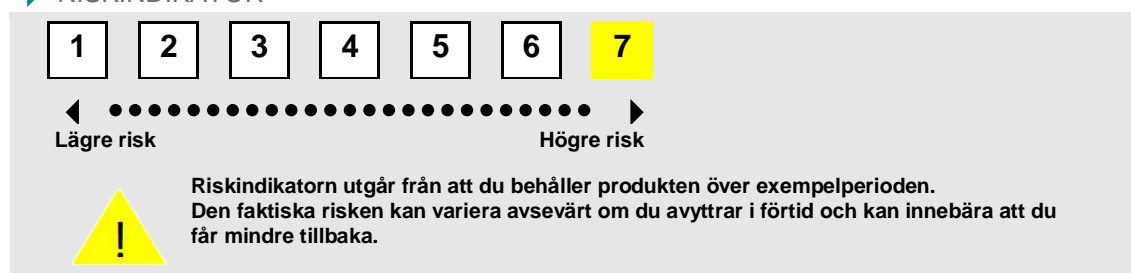 RISKINDIKATOR
1 2 3 4 5 6 7
Lägre risk Högre risk
Riskindikatorn utgår från att du behåller produkten över exempelperioden.
Den faktiska risken kan variera avsevärt om du avyttrar i förtid och kan innebära att du
får mindre tillbaka.
!